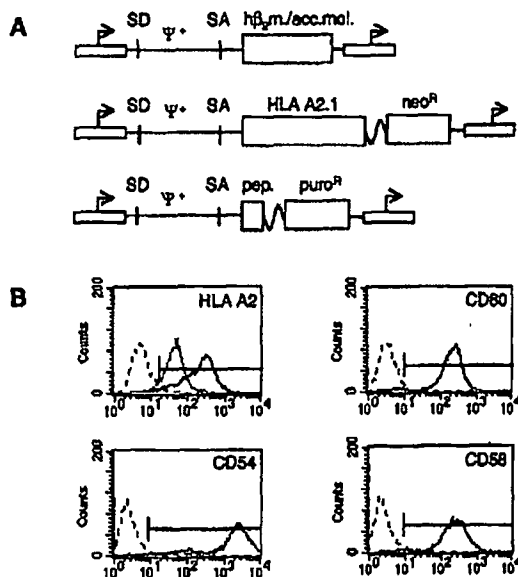 A
SD Ψ+ SA hβ₂m./acc.mol.
SD Ψ+ SA HLA A2.1 neoᴿ
SD Ψ+ SA pep. puroᴿ
B
200 HLA A2
Counts
0
10⁰ 10¹ 10² 10³ 10⁴
200 CD80
Counts
0
10⁰ 10¹ 10² 10³ 10⁴
200 CD54
Counts
0
10⁰ 10¹ 10² 10³ 10⁴
200 CD58
Counts
0
10⁰ 10¹ 10² 10³ 10⁴